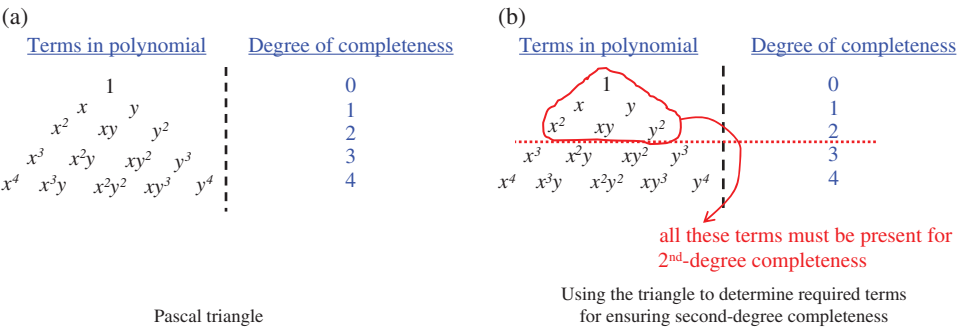 (a)
Terms in polynomial Degree of completeness
1 0
x y 1
x² xy y² 2
x³ x²y xy² y³ 3
x⁴ x³y x²y² xy³ y⁴ 4
Pascal triangle
(b)
Terms in polynomial Degree of completeness
1 0
x y 1
x² xy y² 2
x³ x²y xy² y³ 3
x⁴ x³y x²y² xy³ y⁴ 4
all these terms must be present for
2ⁿᵈ-degree completeness
Using the triangle to determine required terms
for ensuring second-degree completeness